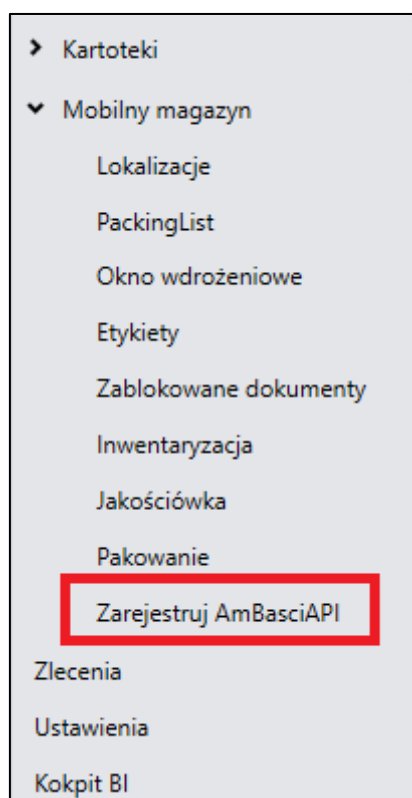 Kartoteki
Mobilny magazyn
Lokalizacje
PackingList
Okno wdrożeniowe
Etykiety
Zablokowane dokumenty
Inwentaryzacja
Jakościówka
Pakowanie
Zarejestruj AmBasciAPI
Zlecenia
Ustawienia
Kokpit BI